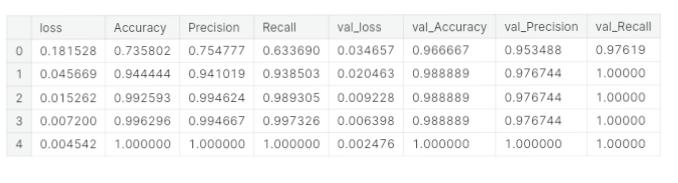 loss Accuracy Precision Recall val_loss val_Accuracy val_Precision val_Recall
0 0.181528 0.735802 0.754777 0.633690 0.034657 0.966667 0.953488 0.97619
1 0.045669 0.944444 0.941019 0.938503 0.020463 0.988889 0.976744 1.00000
2 0.015262 0.992593 0.994624 0.989305 0.009228 0.988889 0.976744 1.00000
3 0.007200 0.996296 0.994667 0.997326 0.006398 0.988889 0.976744 1.00000
4 0.004542 1.000000 1.000000 1.000000 0.002476 1.000000 1.000000 1.00000